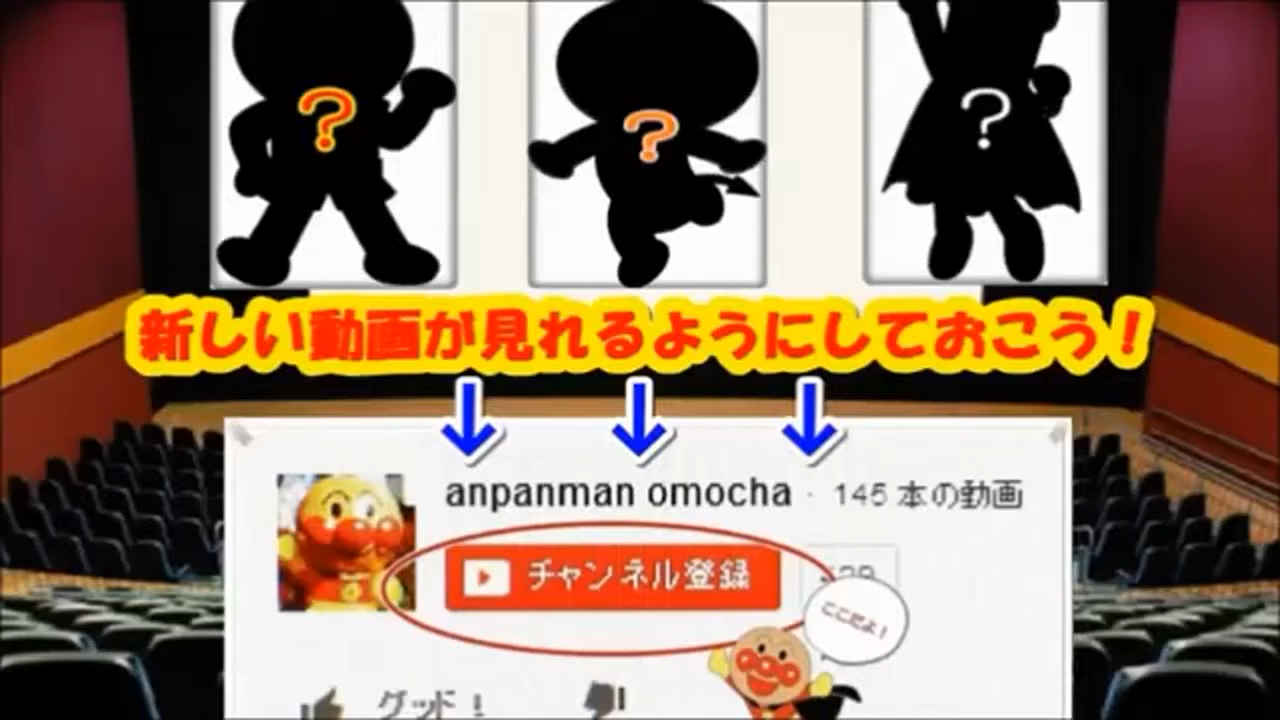 ? ? ?
新しい動画が見れるようにしておこう!
anpanman omocha · 145 本の動画
チャンネル登録
ここだよ!
グッド!